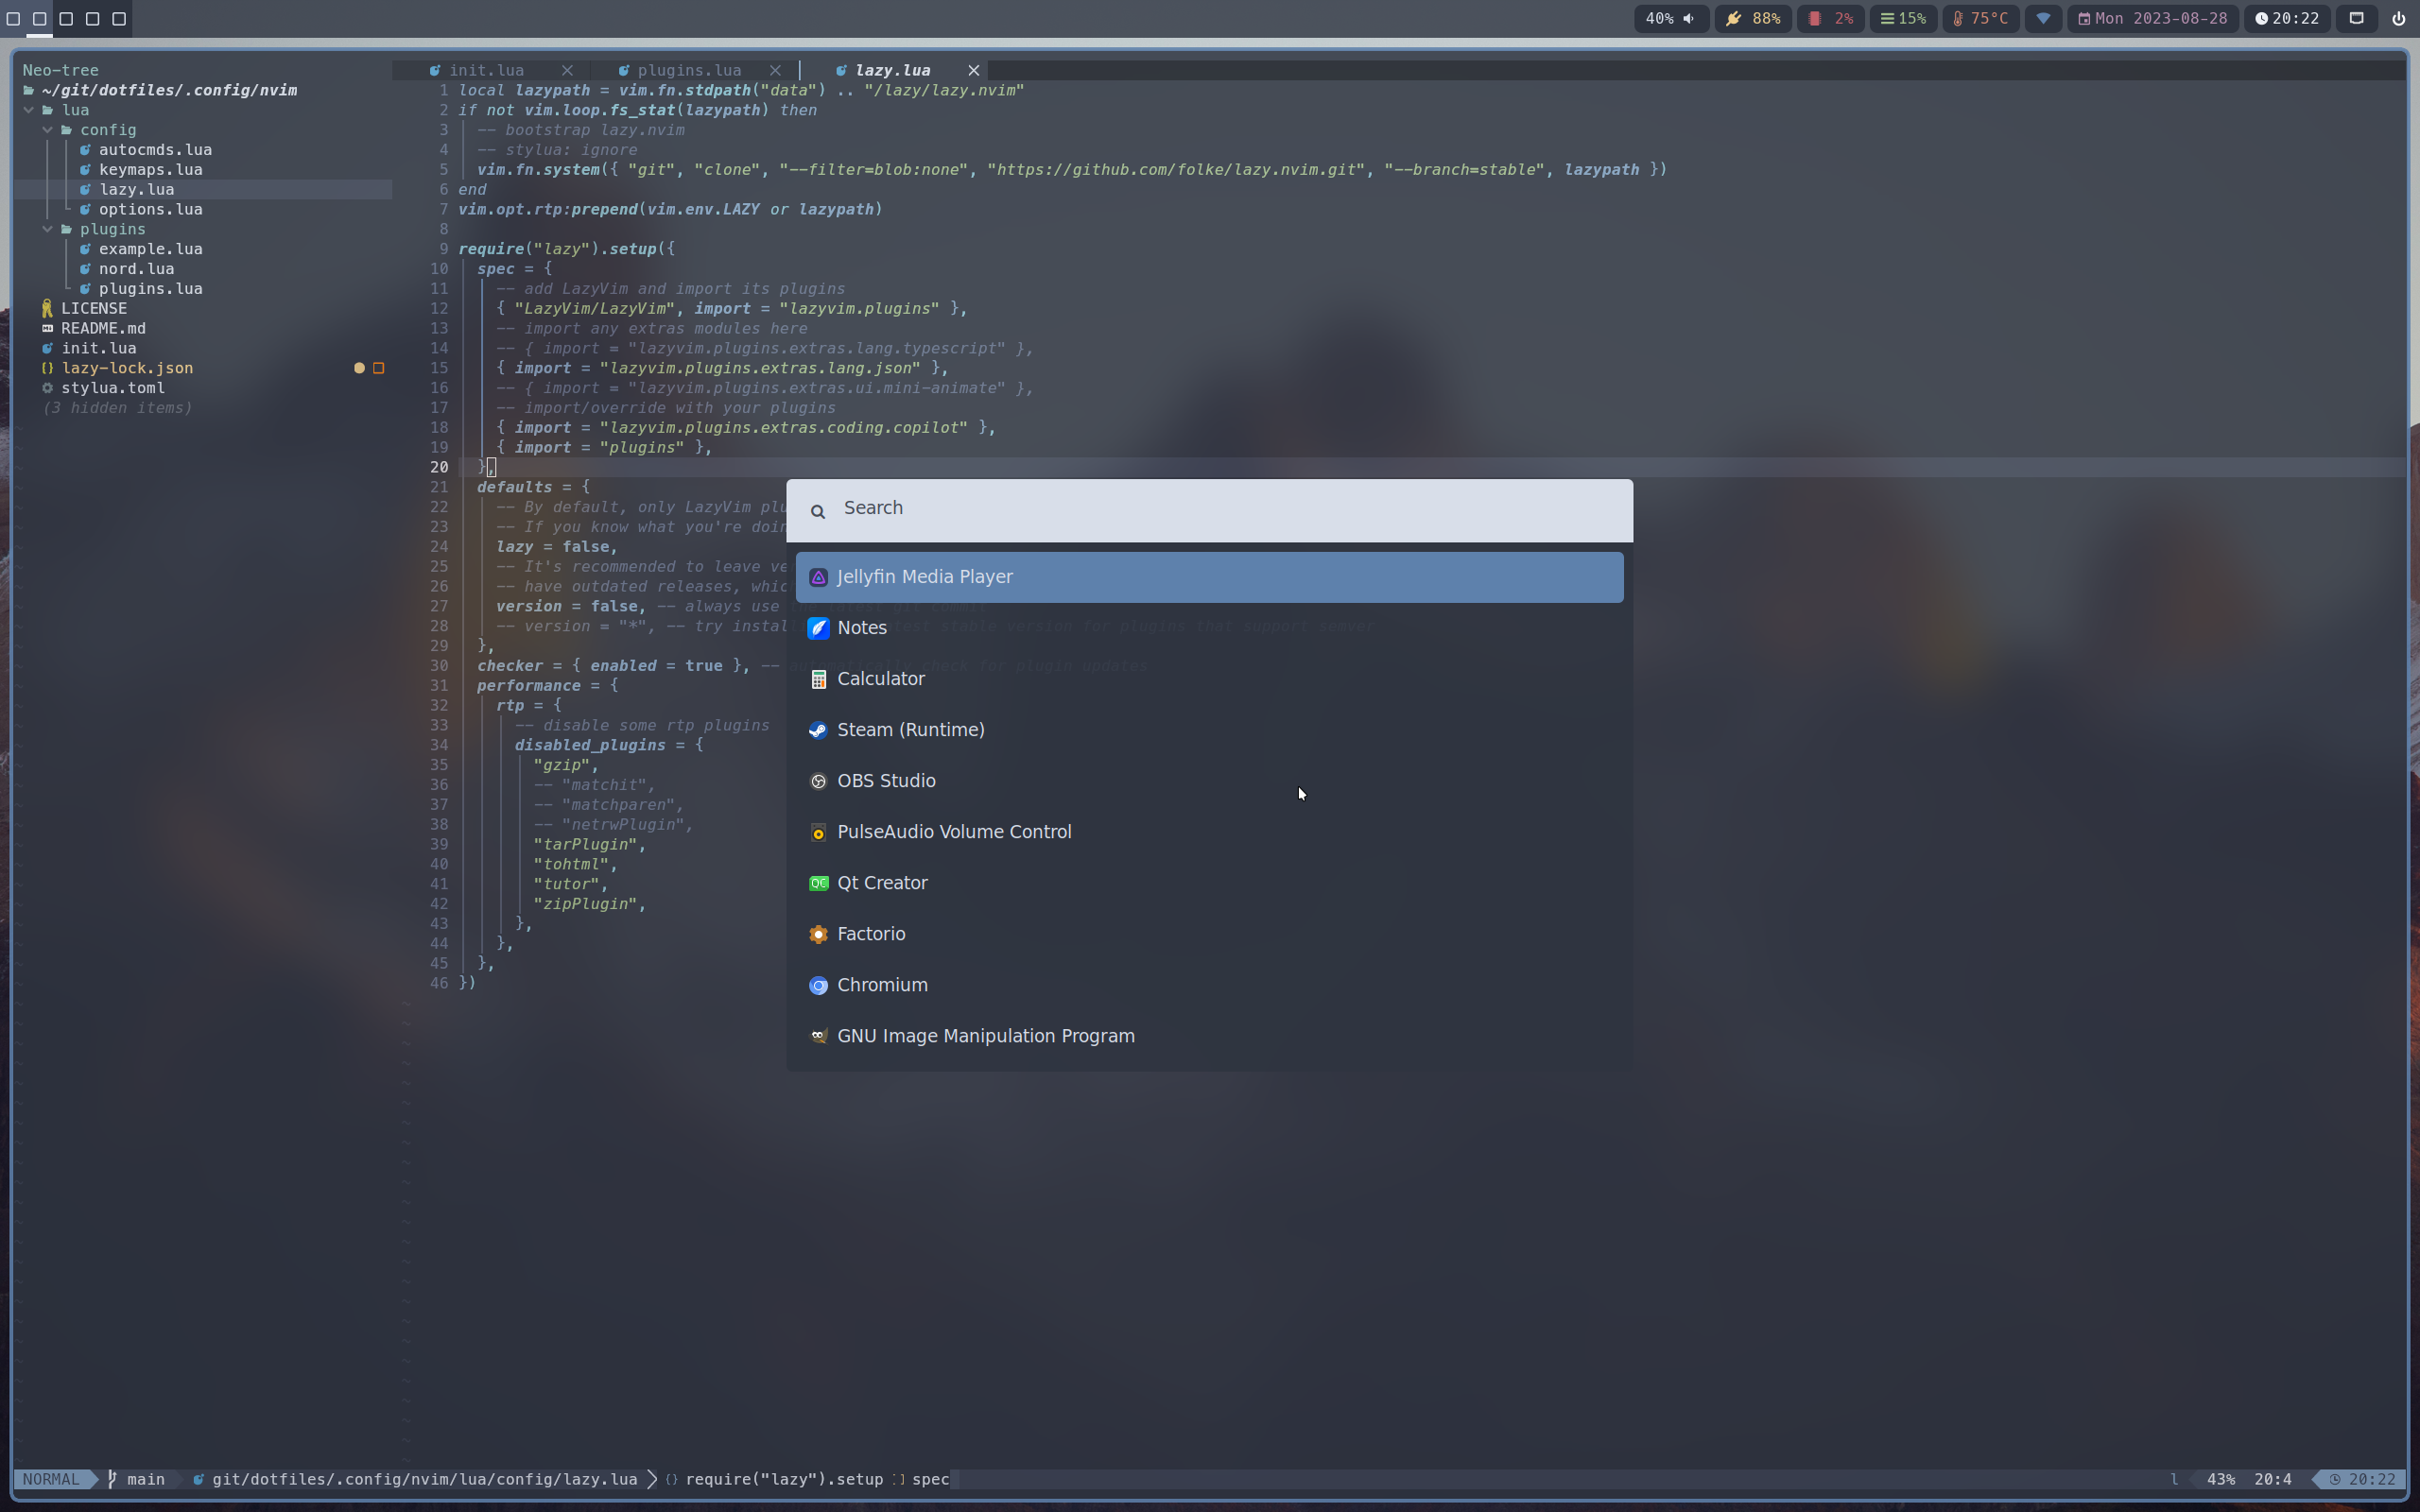 40% 88% 2% 15% 75°C Mon 2023-08-28 20:22
Neo-tree
~/git/dotfiles/.config/nvim
lua
config
autocmds.lua
keymaps.lua
lazy.lua
options.lua
plugins
example.lua
nord.lua
plugins.lua
LICENSE
README.md
init.lua
lazy-lock.json
stylua.toml
(3 hidden items)
init.lua plugins.lua lazy.lua
1 local lazypath = vim.fn.stdpath("data") .. "/lazy/lazy.nvim"
2 if not vim.loop.fs_stat(lazypath) then
3 -- bootstrap lazy.nvim
4 -- stylua: ignore
5 vim.fn.system({ "git", "clone", "--filter=blob:none", "https://github.com/folke/lazy.nvim.git", "--branch=stable", lazypath })
6 end
7 vim.opt.rtp:prepend(vim.env.LAZY or lazypath)
8
9 require("lazy").setup({
10 spec = {
11 -- add LazyVim and import its plugins
12 { "LazyVim/LazyVim", import = "lazyvim.plugins" },
13 -- import any extras modules here
14 -- { import = "lazyvim.plugins.extras.lang.typescript" },
15 { import = "lazyvim.plugins.extras.lang.json" },
16 -- { import = "lazyvim.plugins.extras.ui.mini-animate" },
17 -- import/override with your plugins
18 { import = "lazyvim.plugins.extras.coding.copilot" },
19 { import = "plugins" },
20 },
21 defaults = {
22 -- By default, only LazyVim plu
23 -- If you know what you're doin
24 lazy = false,
25 -- It's recommended to leave ve
26 -- have outdated releases, whic
27 version = false, -- always use the latest git commit
28 -- version = "*", -- try installing the latest stable version for plugins that support semver
29 },
30 checker = { enabled = true }, -- automatically check for plugin updates
31 performance = {
32 rtp = {
33 -- disable some rtp plugins
34 disabled_plugins = {
35 "gzip",
36 -- "matchit",
37 -- "matchparen",
38 -- "netrwPlugin",
39 "tarPlugin",
40 "tohtml",
41 "tutor",
42 "zipPlugin",
43 },
44 },
45 },
46 })
Search
Jellyfin Media Player
Notes
Calculator
Steam (Runtime)
OBS Studio
PulseAudio Volume Control
Qt Creator
Factorio
Chromium
GNU Image Manipulation Program
NORMAL main git/dotfiles/.config/nvim/lua/config/lazy.lua {} require("lazy").setup [] spec l 43% 20:4 20:22